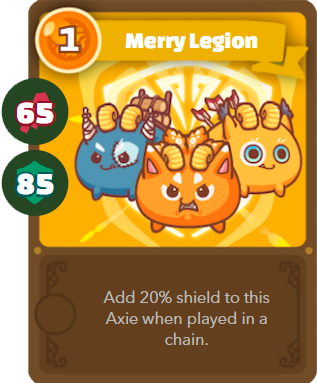 1
Merry Legion
65
85
Add 20% shield to this
Axie when played in a
chain.